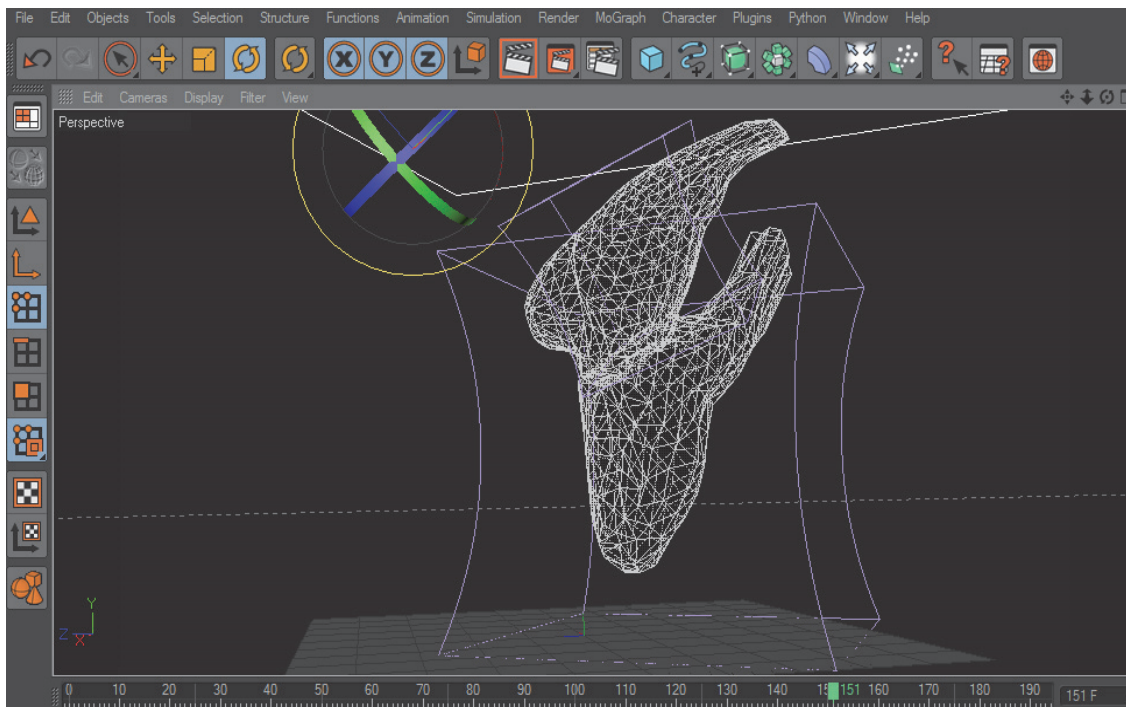 File Edit Objects Tools Selection Structure Functions Animation Simulation Render MoGraph Character Plugins Python Window Help
X Y Z ? ?
Edit Cameras Display Filter View
Perspective
Y
Z X
0 10 20 30 40 50 60 70 80 90 100 110 120 130 140 151 160 170 180 190 151 F